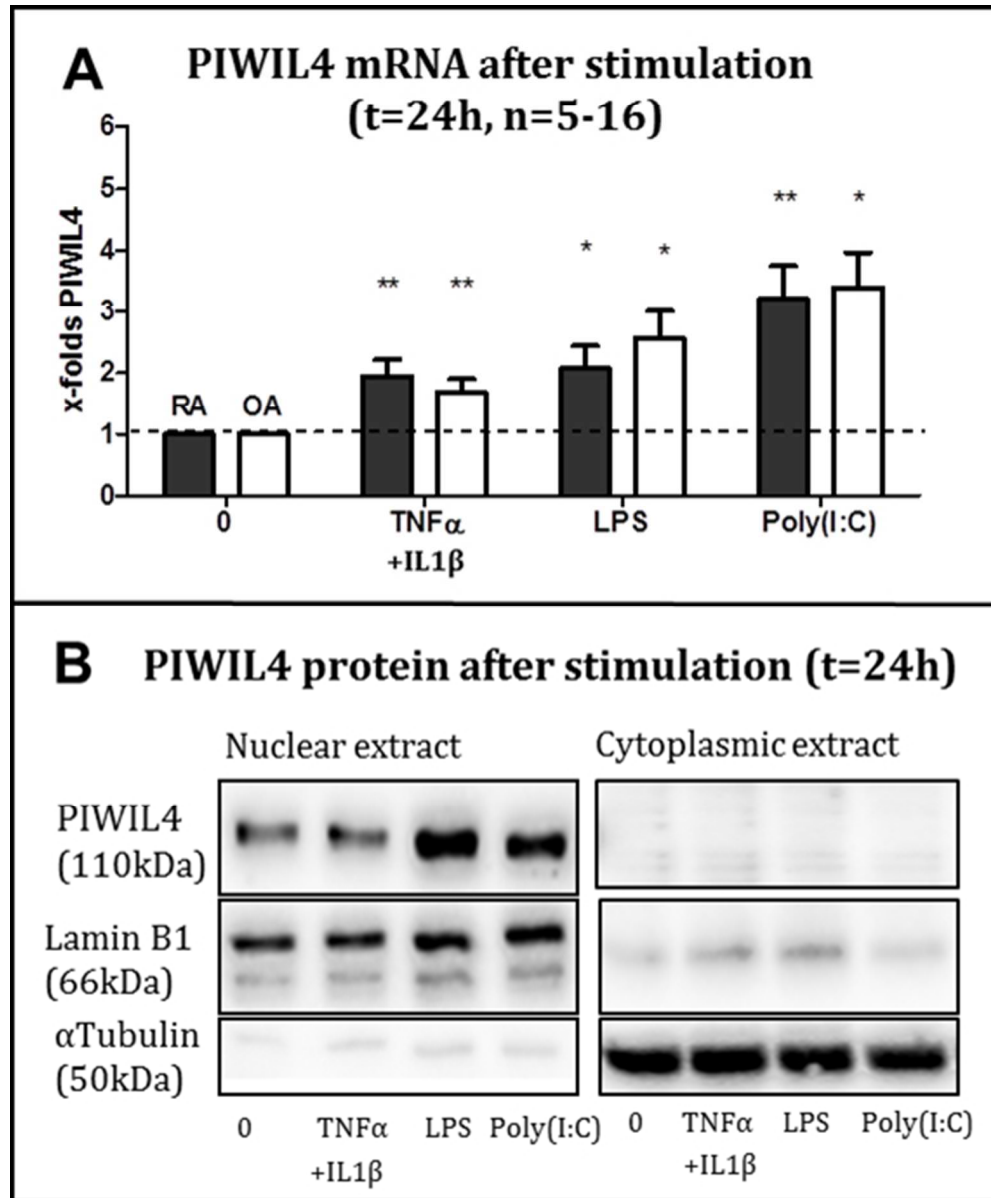 A
PIWIL4 mRNA after stimulation
(t=24h, n=5-16)
x-folds PIWIL4
6
5
4
3
2
1
0
** ** * * ** *
RA OA
0 TNFα LPS Poly(I:C)
+IL1β
B PIWIL4 protein after stimulation (t=24h)
Nuclear extract Cytoplasmic extract
PIWIL4
(110kDa)
Lamin B1
(66kDa)
αTubulin
(50kDa)
0 TNFα LPS Poly(I:C) 0 TNFα LPS Poly(I:C)
+IL1β +IL1β